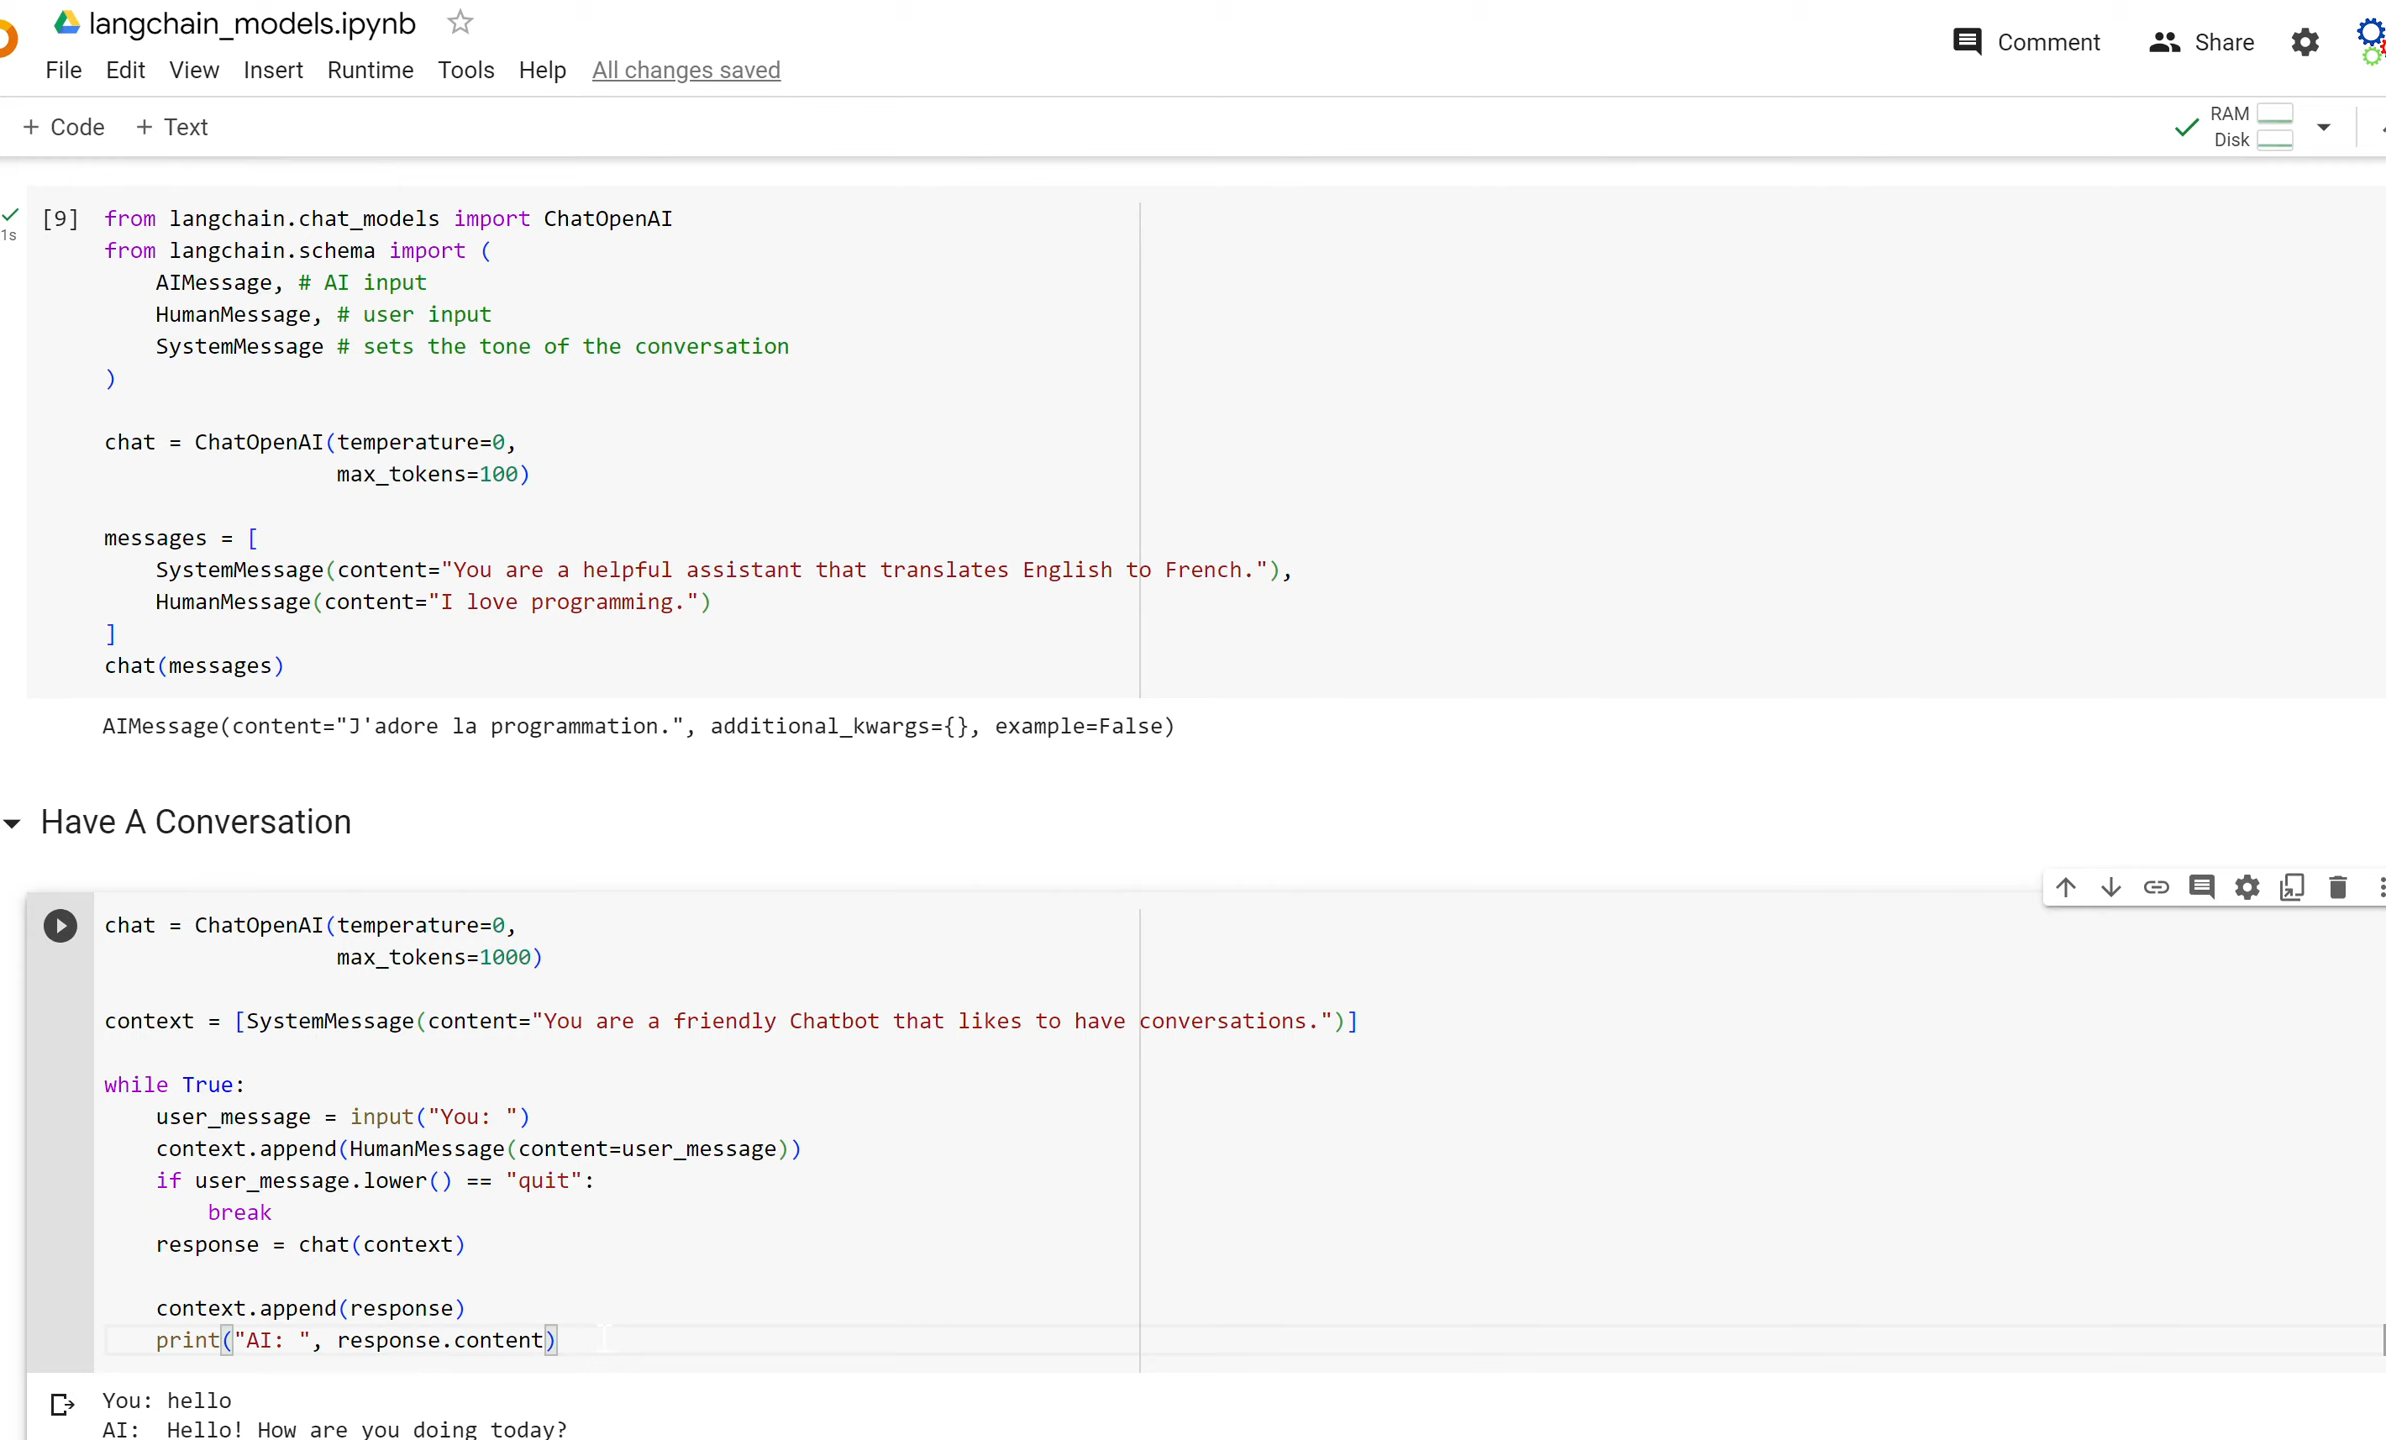 langchain_models.ipynb
Comment
Share
File Edit View Insert Runtime Tools Help All changes saved
+ Code + Text
RAM
Disk
1s
[9] from langchain.chat_models import ChatOpenAI
from langchain.schema import (
    AIMessage, # AI input
    HumanMessage, # user input
    SystemMessage # sets the tone of the conversation
)
chat = ChatOpenAI(temperature=0,
                  max_tokens=100)
messages = [
    SystemMessage(content="You are a helpful assistant that translates English to French."),
    HumanMessage(content="I love programming.")
]
chat(messages)
AIMessage(content="J'adore la programmation.", additional_kwargs={}, example=False)
Have A Conversation
chat = ChatOpenAI(temperature=0,
                  max_tokens=1000)
context = [SystemMessage(content="You are a friendly Chatbot that likes to have conversations.")]
while True:
    user_message = input("You: ")
    context.append(HumanMessage(content=user_message))
    if user_message.lower() == "quit":
        break
    response = chat(context)
    context.append(response)
    print("AI: ", response.content)
You: hello
AI:  Hello! How are you doing today?